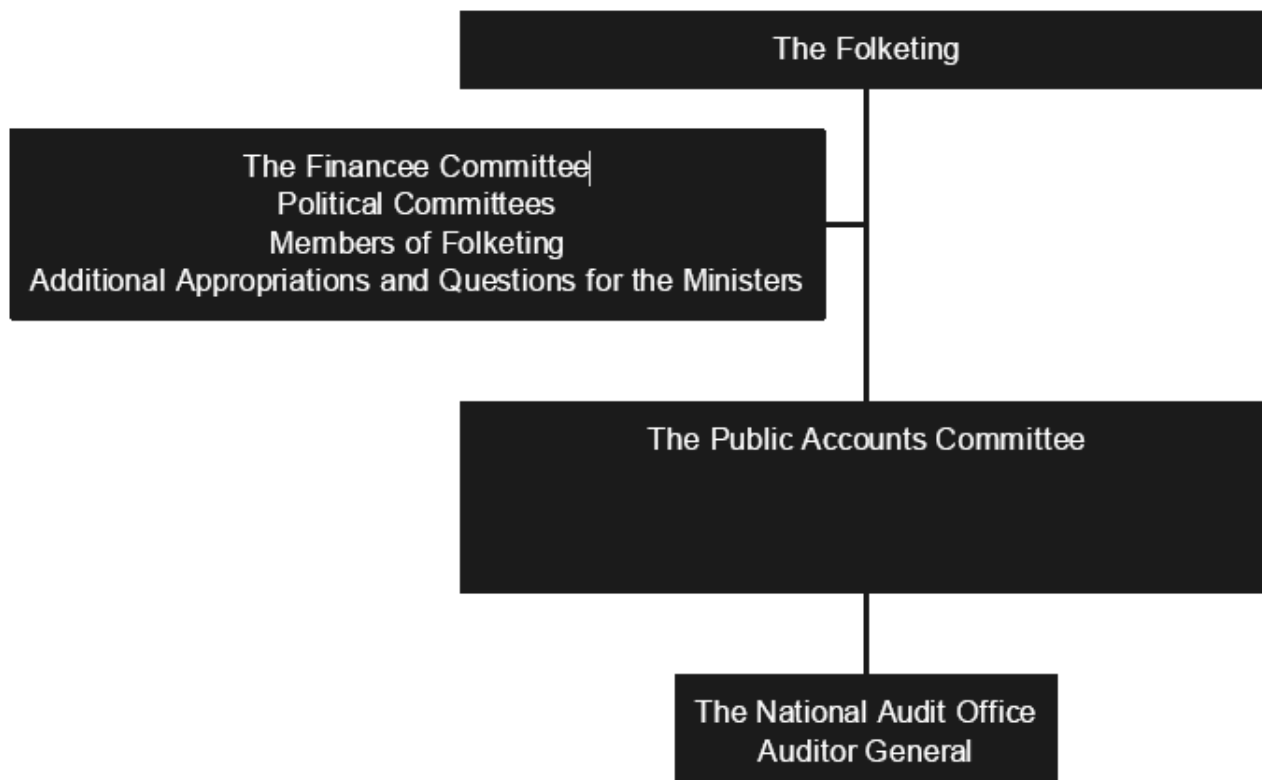 The Folketing
The Financee Committee
Political Committees
Members of Folketing
Additional Appropriations and Questions for the Ministers
The Public Accounts Committee
The National Audit Office
Auditor General